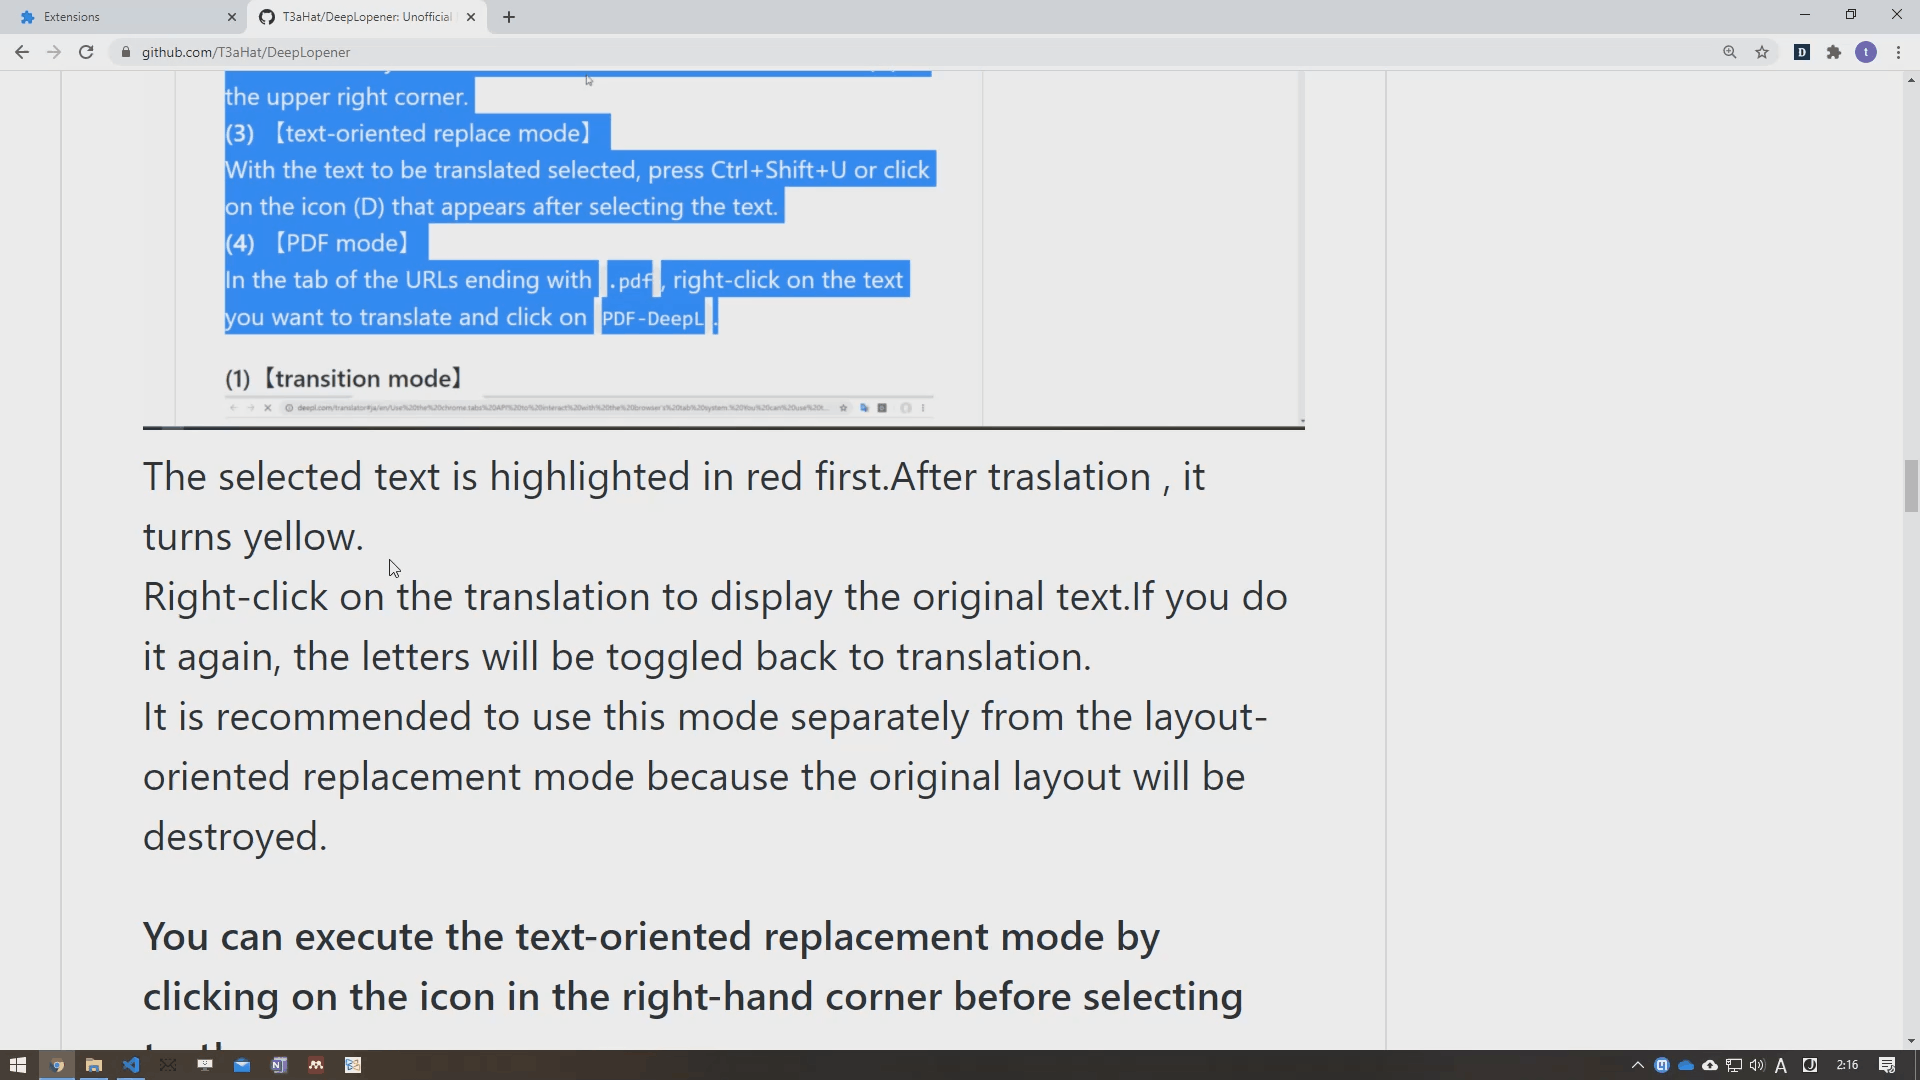 Extensions
T3aHat/DeepLopener: Unofficial
github.com/T3aHat/DeepLopener
D
t
the upper right corner.
(3) 【text-oriented replace mode】
With the text to be translated selected, press Ctrl+Shift+U or click
on the icon (D) that appears after selecting the text.
(4) 【PDF mode】
In the tab of the URLs ending with .pdf , right-click on the text
you want to translate and click on PDF-DeepL .
(1) 【transition mode】
The selected text is highlighted in red first.After traslation , it
turns yellow.
Right-click on the translation to display the original text.If you do
it again, the letters will be toggled back to translation.
It is recommended to use this mode separately from the layout-
oriented replacement mode because the original layout will be
destroyed.
You can execute the text-oriented replacement mode by
clicking on the icon in the right-hand corner before selecting
A
2:16